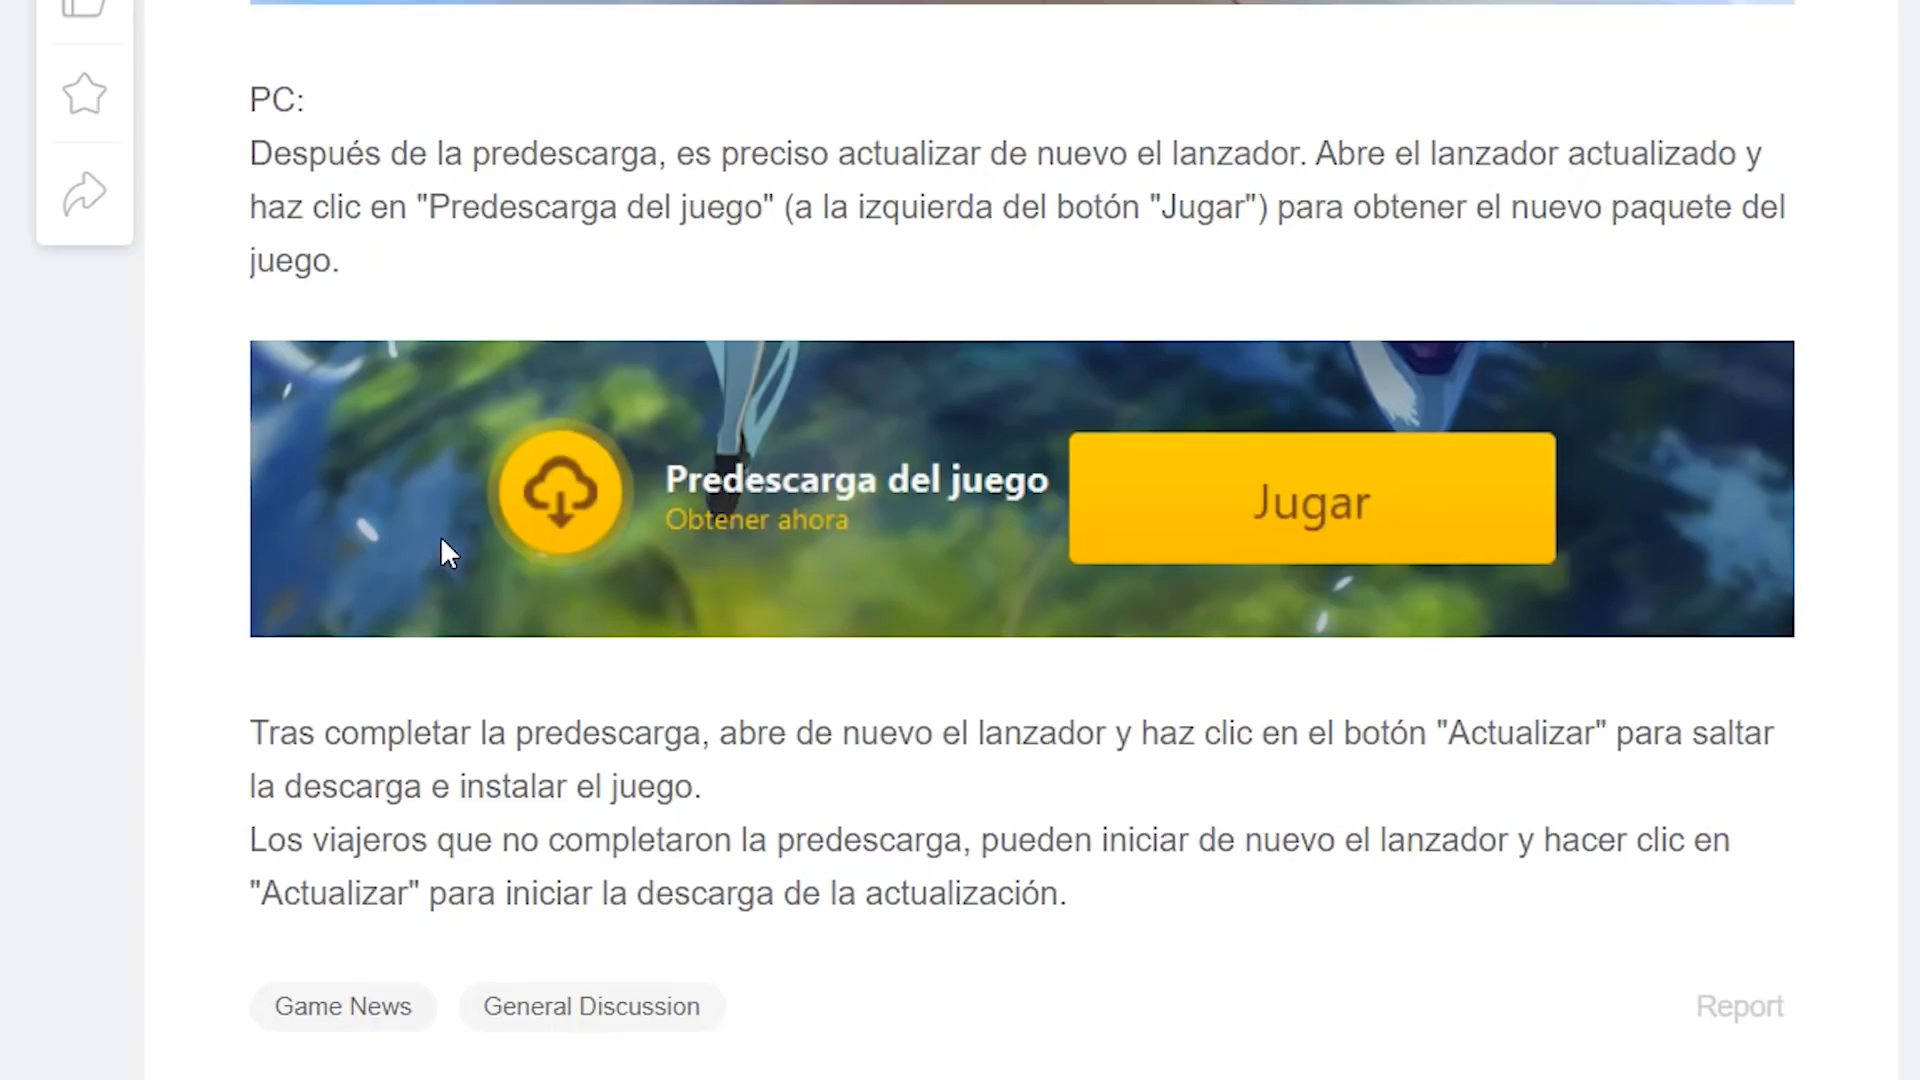 PC:
Después de la predescarga, es preciso actualizar de nuevo el lanzador. Abre el lanzador actualizado y
haz clic en "Predescarga del juego" (a la izquierda del botón "Jugar") para obtener el nuevo paquete del
juego.
Predescarga del juego
Obtener ahora
Jugar
Tras completar la predescarga, abre de nuevo el lanzador y haz clic en el botón "Actualizar" para saltar
la descarga e instalar el juego.
Los viajeros que no completaron la predescarga, pueden iniciar de nuevo el lanzador y hacer clic en
"Actualizar" para iniciar la descarga de la actualización.
Game News
General Discussion
Report